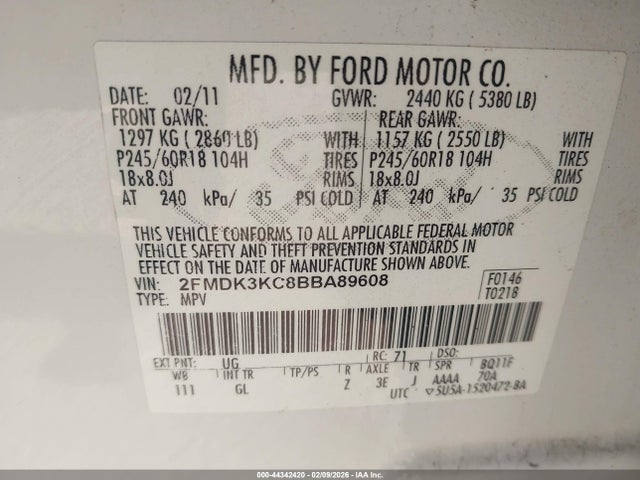 MFD. BY FORD MOTOR CO.
DATE: 02/11 GVWR: 2440 KG ( 5380 LB)
FRONT GAWR: REAR GAWR:
1297 KG ( 2860 LB) WITH 1157 KG ( 2550 LB) WITH
P245/60R18 104H TIRES P245/60R18 104H TIRES
18x8.0J RIMS 18x8.0J RIMS
AT 240 kPa/ 35 PSI COLD AT 240 kPa/ 35 PSI COLD
THIS VEHICLE CONFORMS TO ALL APPLICABLE FEDERAL MOTOR
VEHICLE SAFETY AND THEFT PREVENTION STANDARDS IN
EFFECT ON THE DATE OF MANUFACTURE SHOWN ABOVE.
VIN: 2FMDK3KC8BBA89608 F0146
TYPE: MPV T0218
EXT PNT: UG RC: 71 DSO: BQ11F
WB INT TR TP/PS R AXLE TR SPR 70A
111 GL Z 3E J AAAA
UTC ▽5U5A-1520472-BA
000-44342420 - 02/09/2026 - IAA Inc.